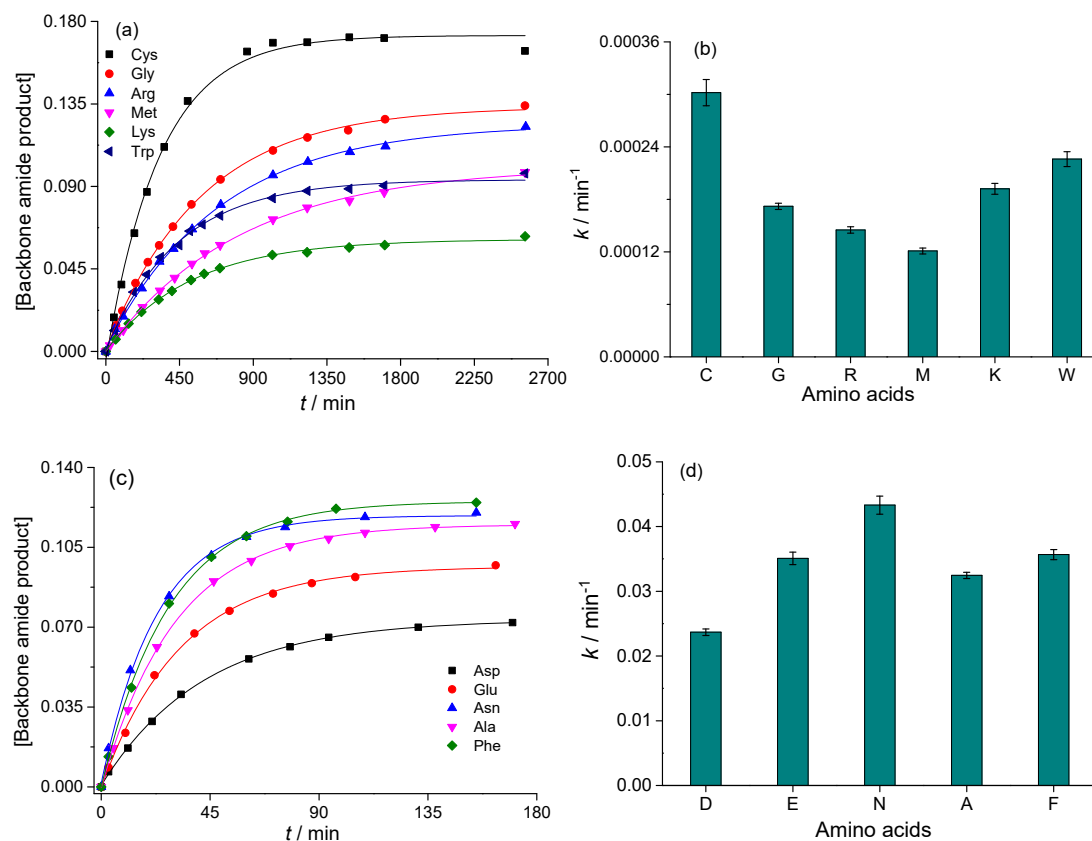 (a)
[Backbone amide product]
0.180
0.135
0.090
0.045
0.000
Cys
Gly
Arg
Met
Lys
Trp
0 450 900 1350 1800 2250 2700
t / min
(b)
k / min-1
0.00036
0.00024
0.00012
0.00000
C G R M K W
Amino acids
(c)
[Backbone amide product]
0.140
0.105
0.070
0.035
0.000
Asp
Glu
Asn
Ala
Phe
0 45 90 135 180
t / min
(d)
k / min-1
0.05
0.04
0.03
0.02
0.01
0.00
D E N A F
Amino acids